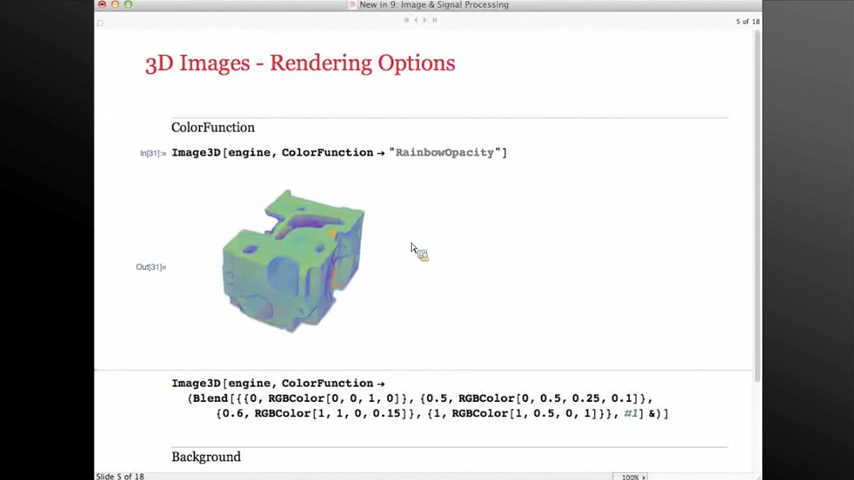 New in 9: Image & Signal Processing
5 of 18
3D Images - Rendering Options
ColorFunction
In[31]:= Image3D[engine, ColorFunction → "RainbowOpacity"]
Out[31]=
Image3D[engine, ColorFunction →
(Blend[{{0, RGBColor[0, 0, 1, 0]}, {0.5, RGBColor[0, 0.5, 0.25, 0.1]},
{0.6, RGBColor[1, 1, 0, 0.15]}, {1, RGBColor[1, 0.5, 0, 1]}}, #1] &)]
Background
Slide 5 of 18
100%